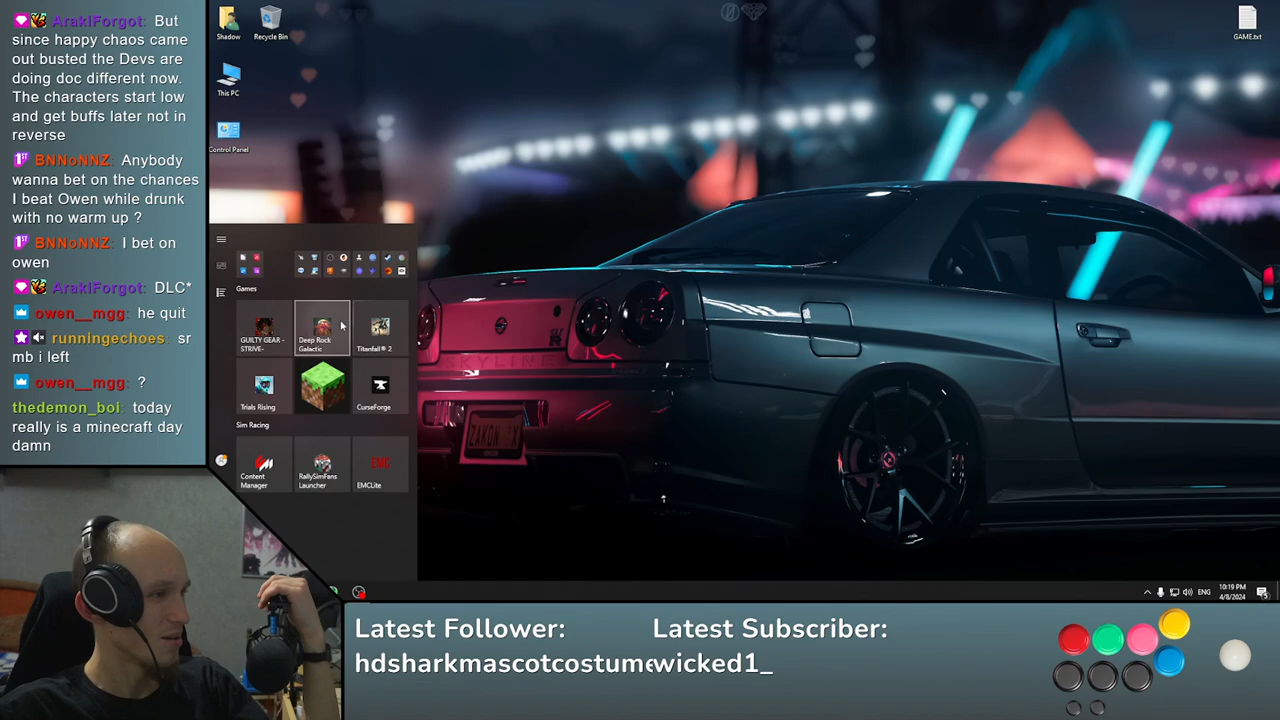 ArakIForgot: But
since happy chaos came
out busted the Devs are
doing doc different now.
The characters start low
and get buffs later not in
reverse
BNNoNNZ: Anybody
wanna bet on the chances
I beat Owen while drunk
with no warm up ?
BNNoNNZ: I bet on
owen
ArakIForgot: DLC*
owen__mgg: he quit
runningechoes: sr
mb i left
owen__mgg: ?
thedemon_boi: today
really is a minecraft day
damn
Shadow
Recycle Bin
This PC
Control Panel
GAME.txt
Games
GUILTY GEAR -
STRIVE-
Deep Rock
Galactic
Titanfall® 2
Trials Rising
CurseForge
Sim Racing
Content
Manager
RallySimFans
Launcher
EMC
EMCLite
SKYLINE
ENG
10:19 PM
4/8/2024
Latest Follower:
hdsharkmascotcostume
Latest Subscriber:
wicked1_